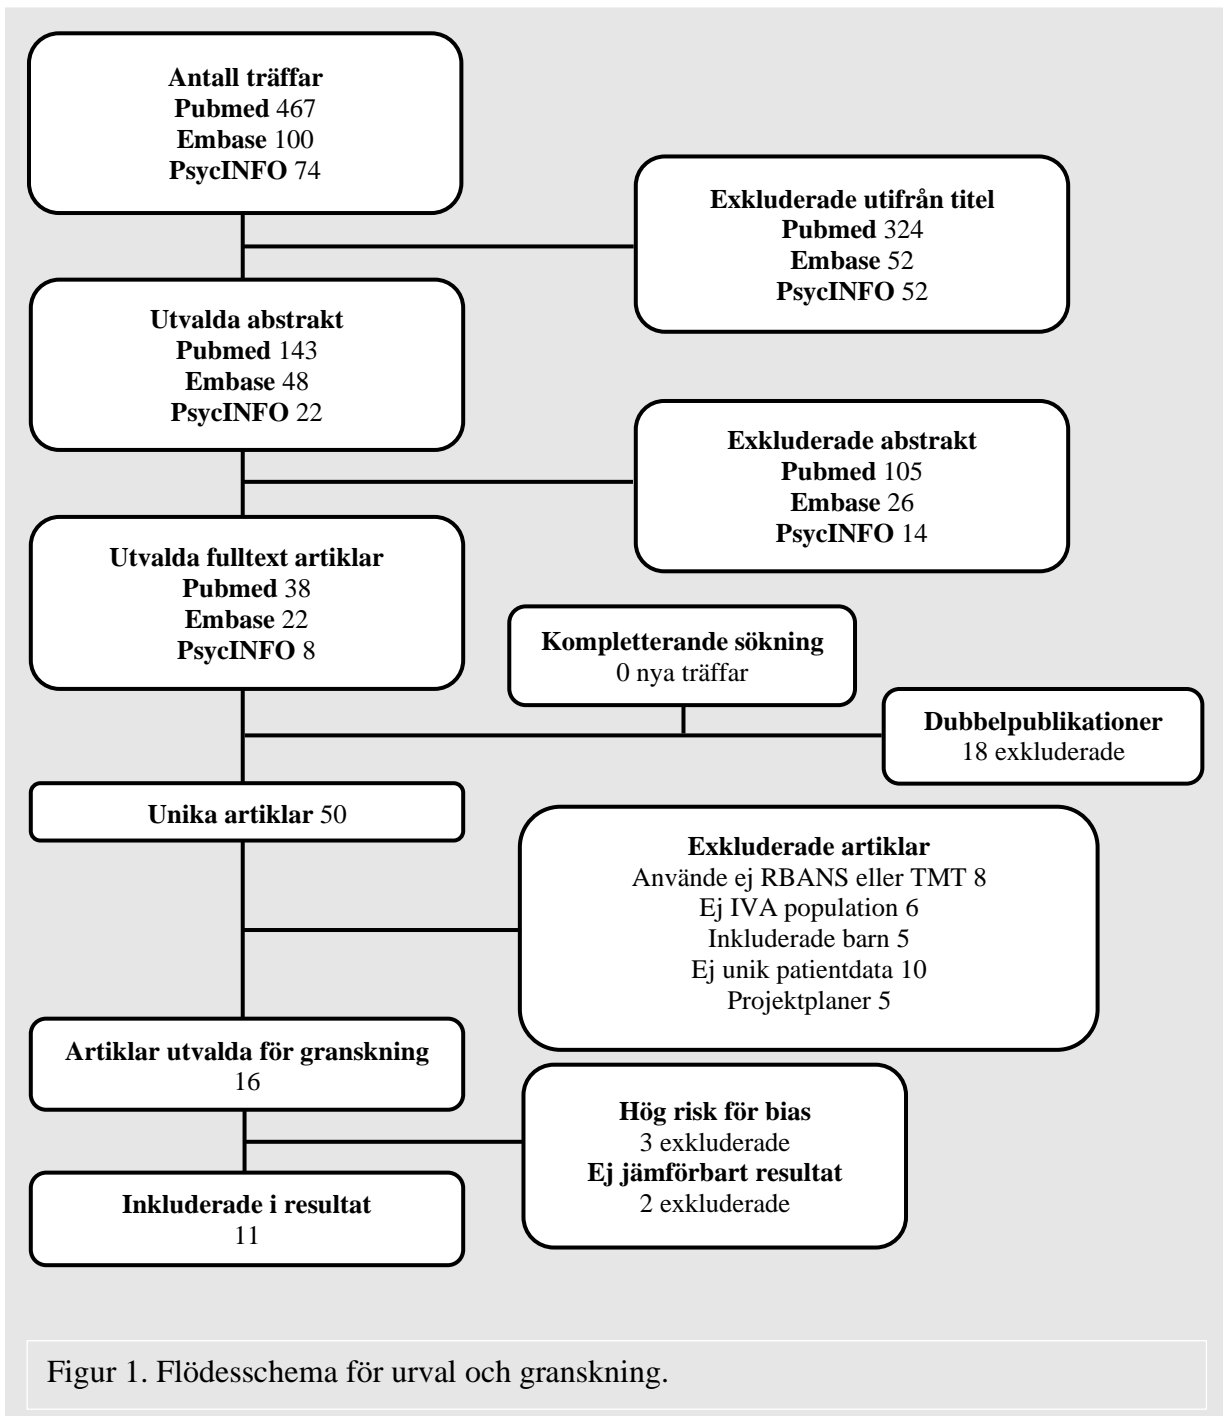 Antall träffar
Pubmed 467
Embase 100
PsycINFO 74
Exkluderade utifrån titel
Pubmed 324
Embase 52
PsycINFO 52
Utvalda abstrakt
Pubmed 143
Embase 48
PsycINFO 22
Exkluderade abstrakt
Pubmed 105
Embase 26
PsycINFO 14
Utvalda fulltext artiklar
Pubmed 38
Embase 22
PsycINFO 8
Kompletterande sökning
0 nya träffar
Dubbelpublikationer
18 exkluderade
Unika artiklar 50
Exkluderade artiklar
Använde ej RBANS eller TMT 8
Ej IVA population 6
Inkluderade barn 5
Ej unik patientdata 10
Projektplaner 5
Artiklar utvalda för granskning
16
Hög risk för bias
3 exkluderade
Ej jämförbart resultat
2 exkluderade
Inkluderade i resultat
11
Figur 1. Flödesschema för urval och granskning.